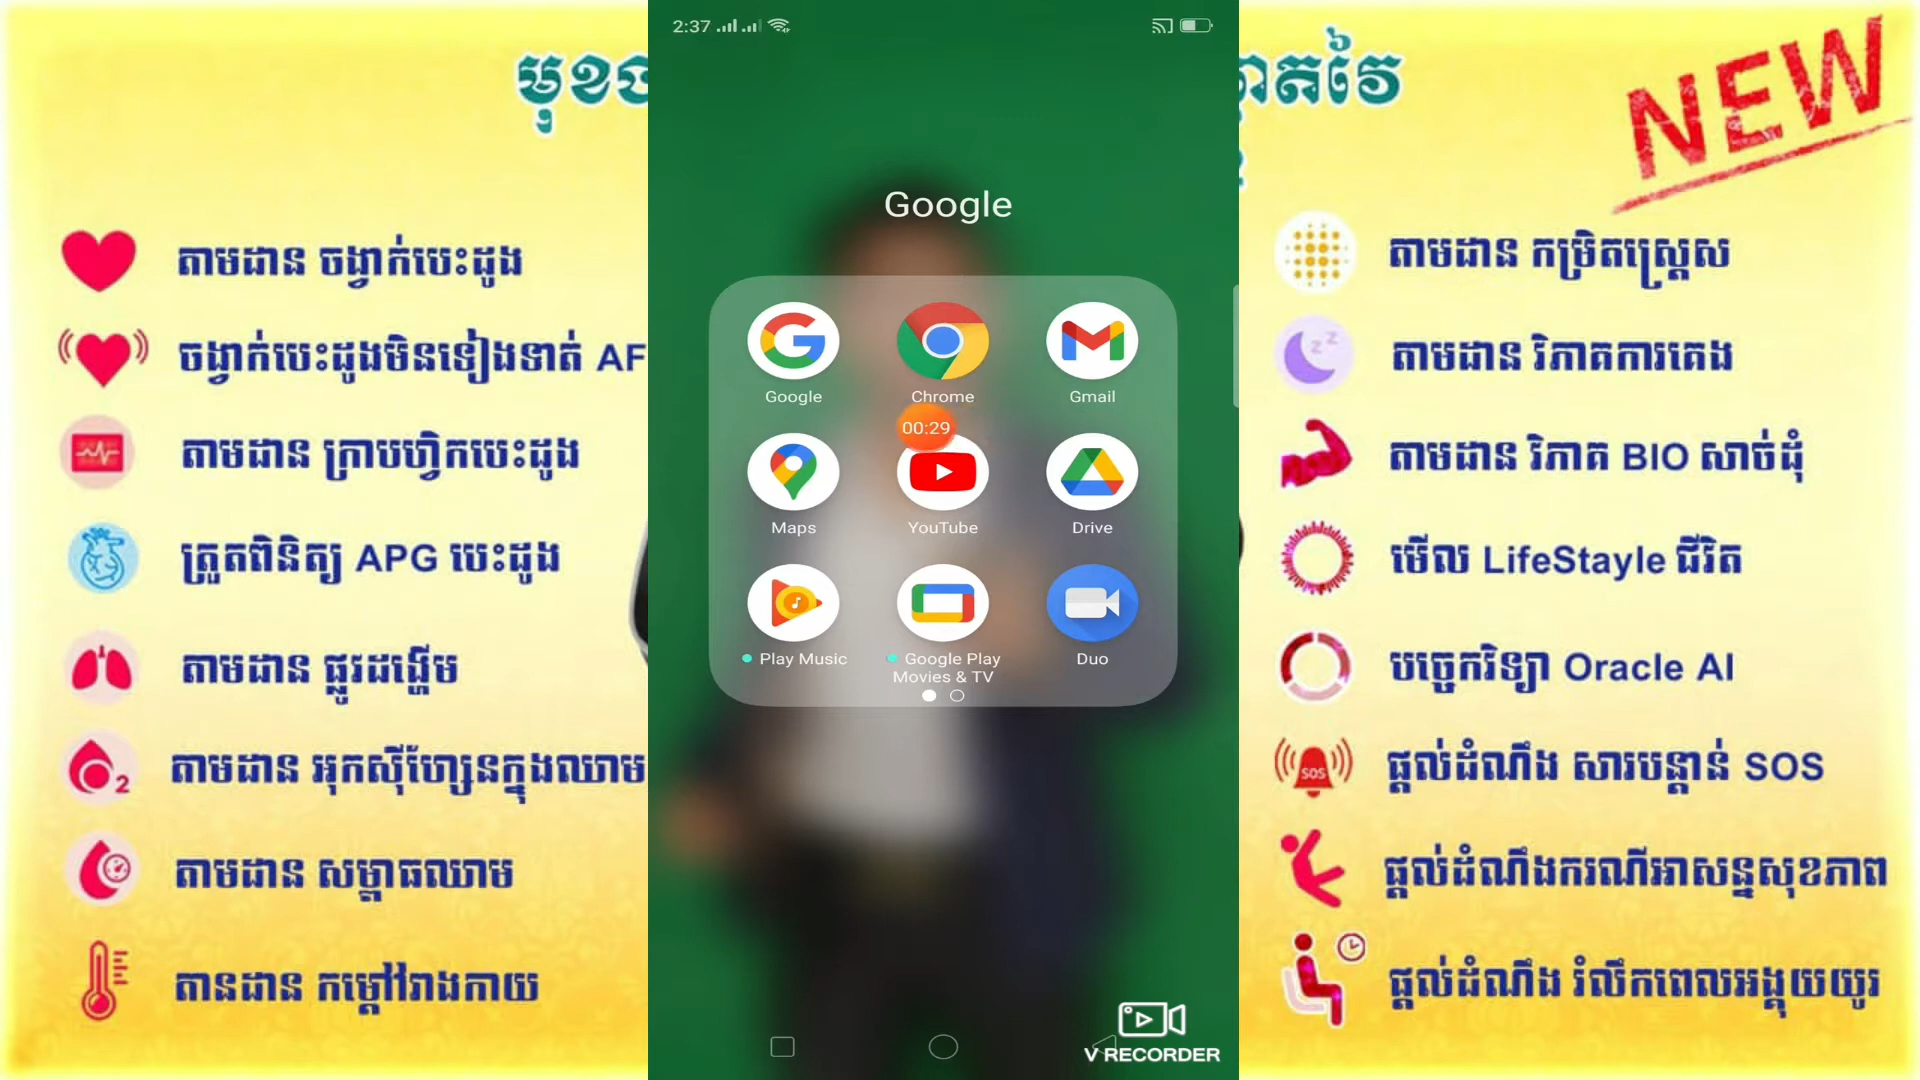 NEW
តាមដាន ចង្វាក់បេះដូង
ចង្វាក់បេះដូងមិនទៀងទាត់ AF
តាមដាន ក្រាបហ្វិកបេះដូង
ត្រួតពិនិត្យ APG បេះដូង
តាមដាន ផ្លូវដង្ហើម
O2
តាមដាន អុកស៊ីហ្សែនក្នុងឈាម
តាមដាន សម្ពាធឈាម
តានដាន កម្តៅរាងកាយ
2:37
Google
Google
Chrome
Gmail
00:29
Maps
YouTube
Drive
Play Music
Google Play
Movies & TV
Duo
V RECORDER
តាមដាន កម្រិតស្ត្រេស
តាមដាន វិភាគការគេង
តាមដាន វិភាគ BIO សាច់ដុំ
មើល LifeStayle ជីវិត
បច្ចេកវិទ្យា Oracle AI
SOS
ផ្តល់ដំណឹង សារបន្ទាន់ SOS
ផ្តល់ដំណឹងករណីអាសន្នសុខភាព
ផ្តល់ដំណឹង រំលឹកពេលអង្គុយយូរ